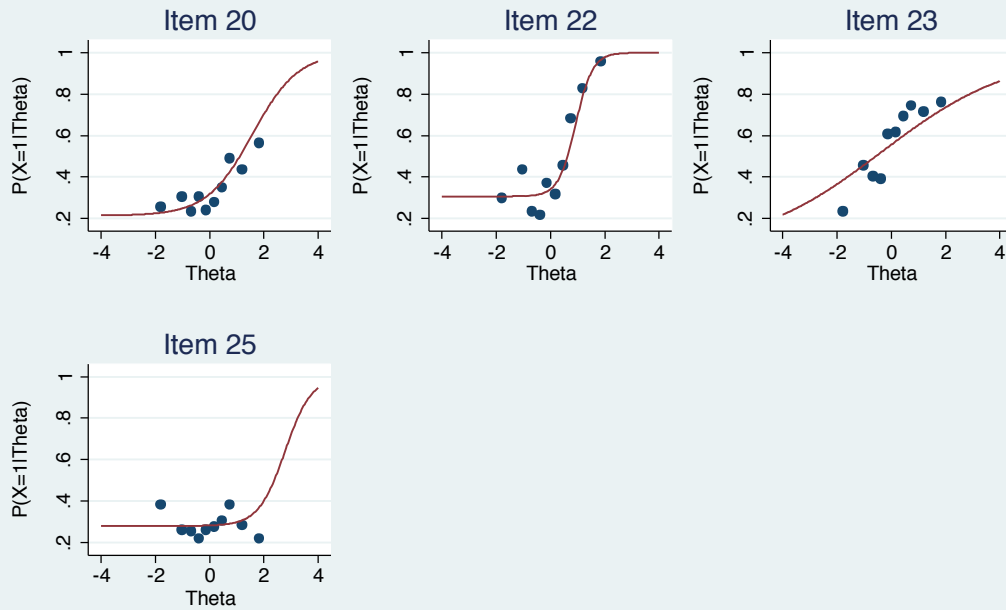 Item 20
P(X=1|Theta)
1
.8
.6
.4
.2
-4 -2 0 2 4
Theta
Item 22
P(X=1|Theta)
1
.8
.6
.4
.2
-4 -2 0 2 4
Theta
Item 23
P(X=1|Theta)
1
.8
.6
.4
.2
-4 -2 0 2 4
Theta
Item 25
P(X=1|Theta)
1
.8
.6
.4
.2
-4 -2 0 2 4
Theta